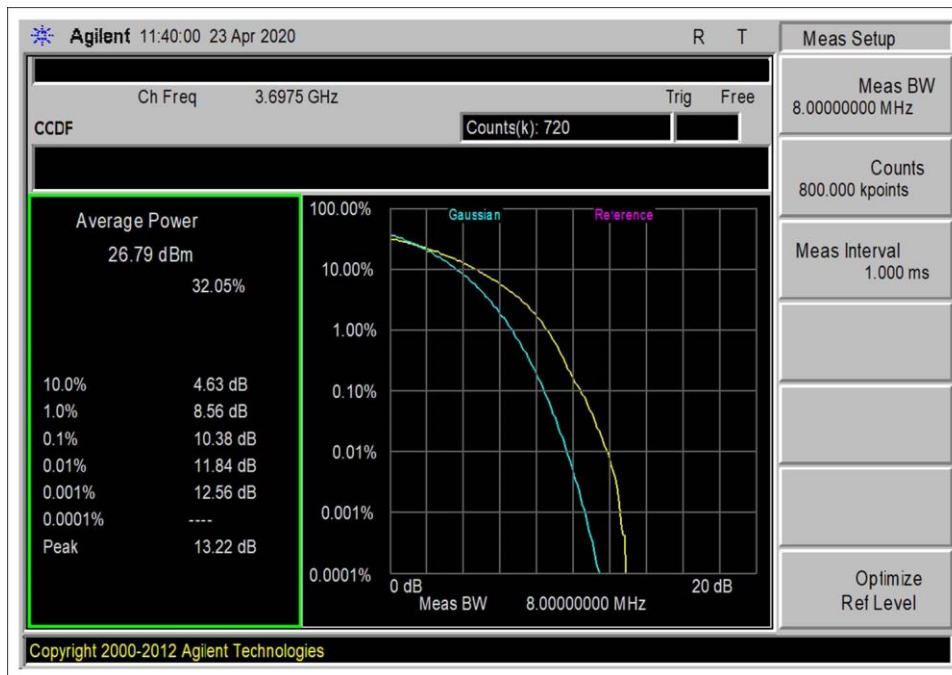 Agilent 11:40:00 23 Apr 2020 R T
Ch Freq 3.6975 GHz Trig Free
CCDF Counts(k): 720
Average Power
26.79 dBm
32.05%
10.0% 4.63 dB
1.0% 8.56 dB
0.1% 10.38 dB
0.01% 11.84 dB
0.001% 12.56 dB
0.0001% ----
Peak 13.22 dB
Gaussian Reference
100.00%
10.00%
1.00%
0.10%
0.01%
0.001%
0.0001%
0 dB 20 dB
Meas BW 8.00000000 MHz
Meas Setup
Meas BW
8.00000000 MHz
Counts
800.000 kpoints
Meas Interval
1.000 ms
Optimize
Ref Level
Copyright 2000-2012 Agilent Technologies